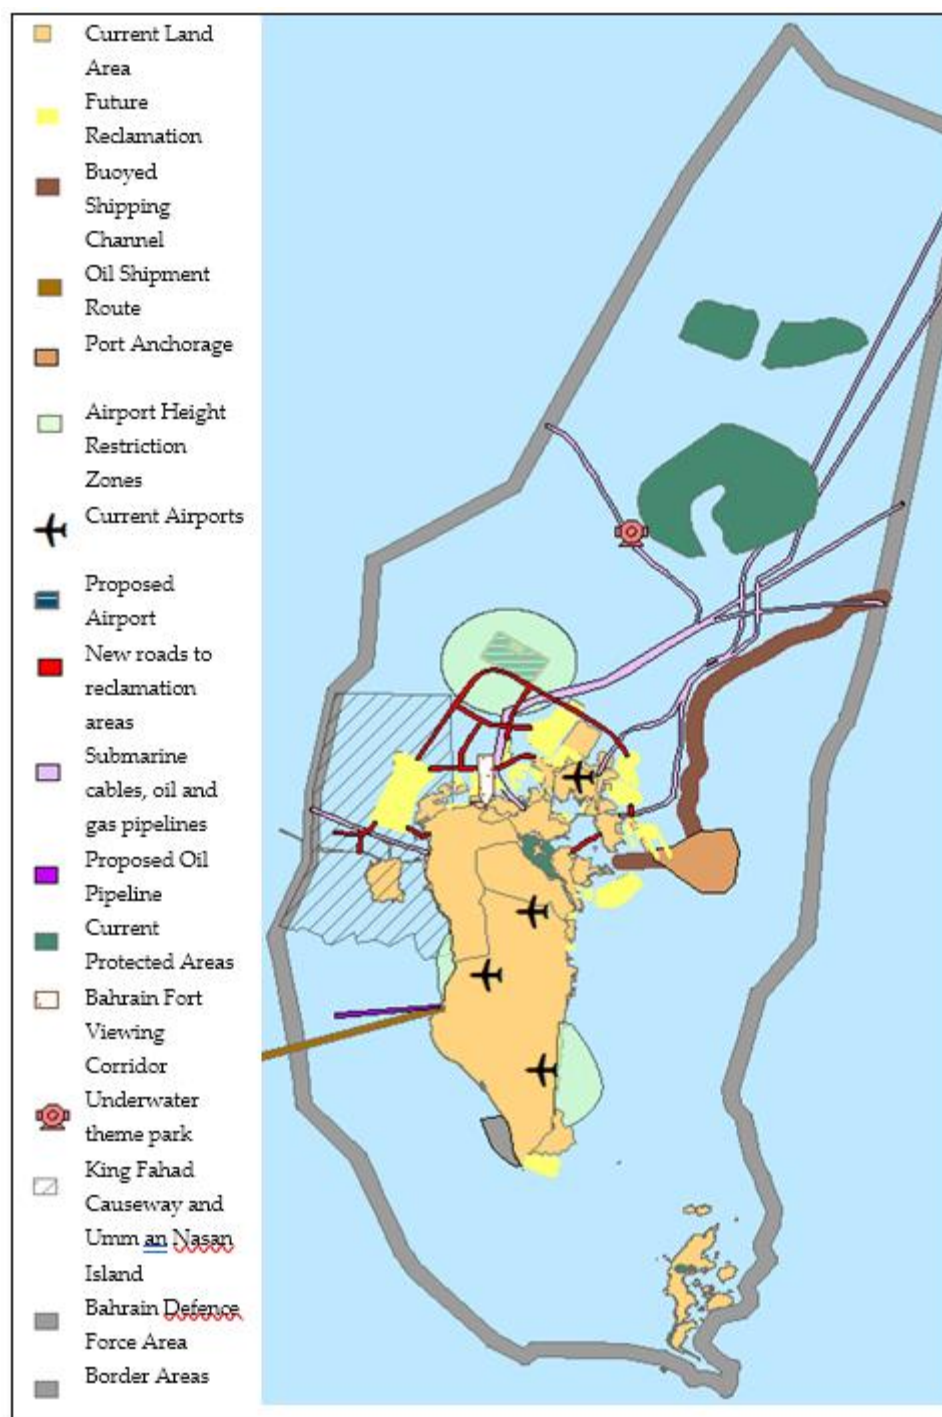 Current Land
Area
Future
Reclamation
Buoyed
Shipping
Channel
Oil Shipment
Route
Port Anchorage
Airport Height
Restriction
Zones
Current Airports
Proposed
Airport
New roads to
reclamation
areas
Submarine
cables, oil and
gas pipelines
Proposed Oil
Pipeline
Current
Protected Areas
Bahrain Fort
Viewing
Corridor
Underwater
theme park
King Fahad
Causeway and
Umm an Nasan
Island
Bahrain Defence
Force Area
Border Areas